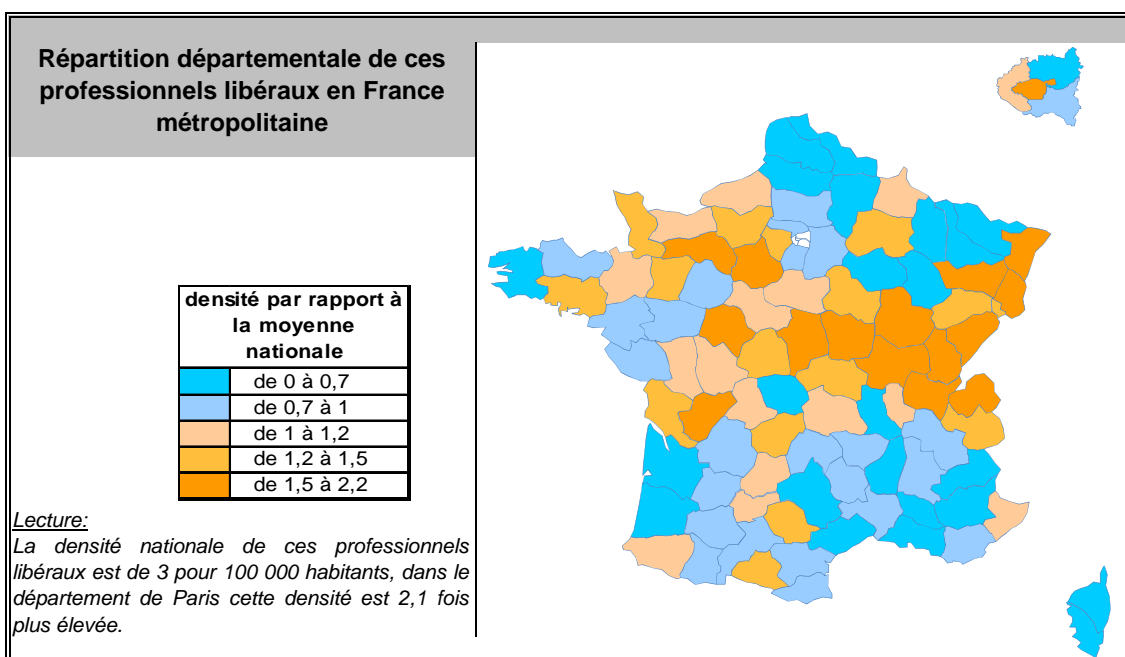 Répartition départementale de ces
professionnels libéraux en France
métropolitaine
densité par rapport à
la moyenne
nationale
de 0 à 0,7
de 0,7 à 1
de 1 à 1,2
de 1,2 à 1,5
de 1,5 à 2,2
Lecture:
La densité nationale de ces professionnels
libéraux est de 3 pour 100 000 habitants, dans le
département de Paris cette densité est 2,1 fois
plus élevée.